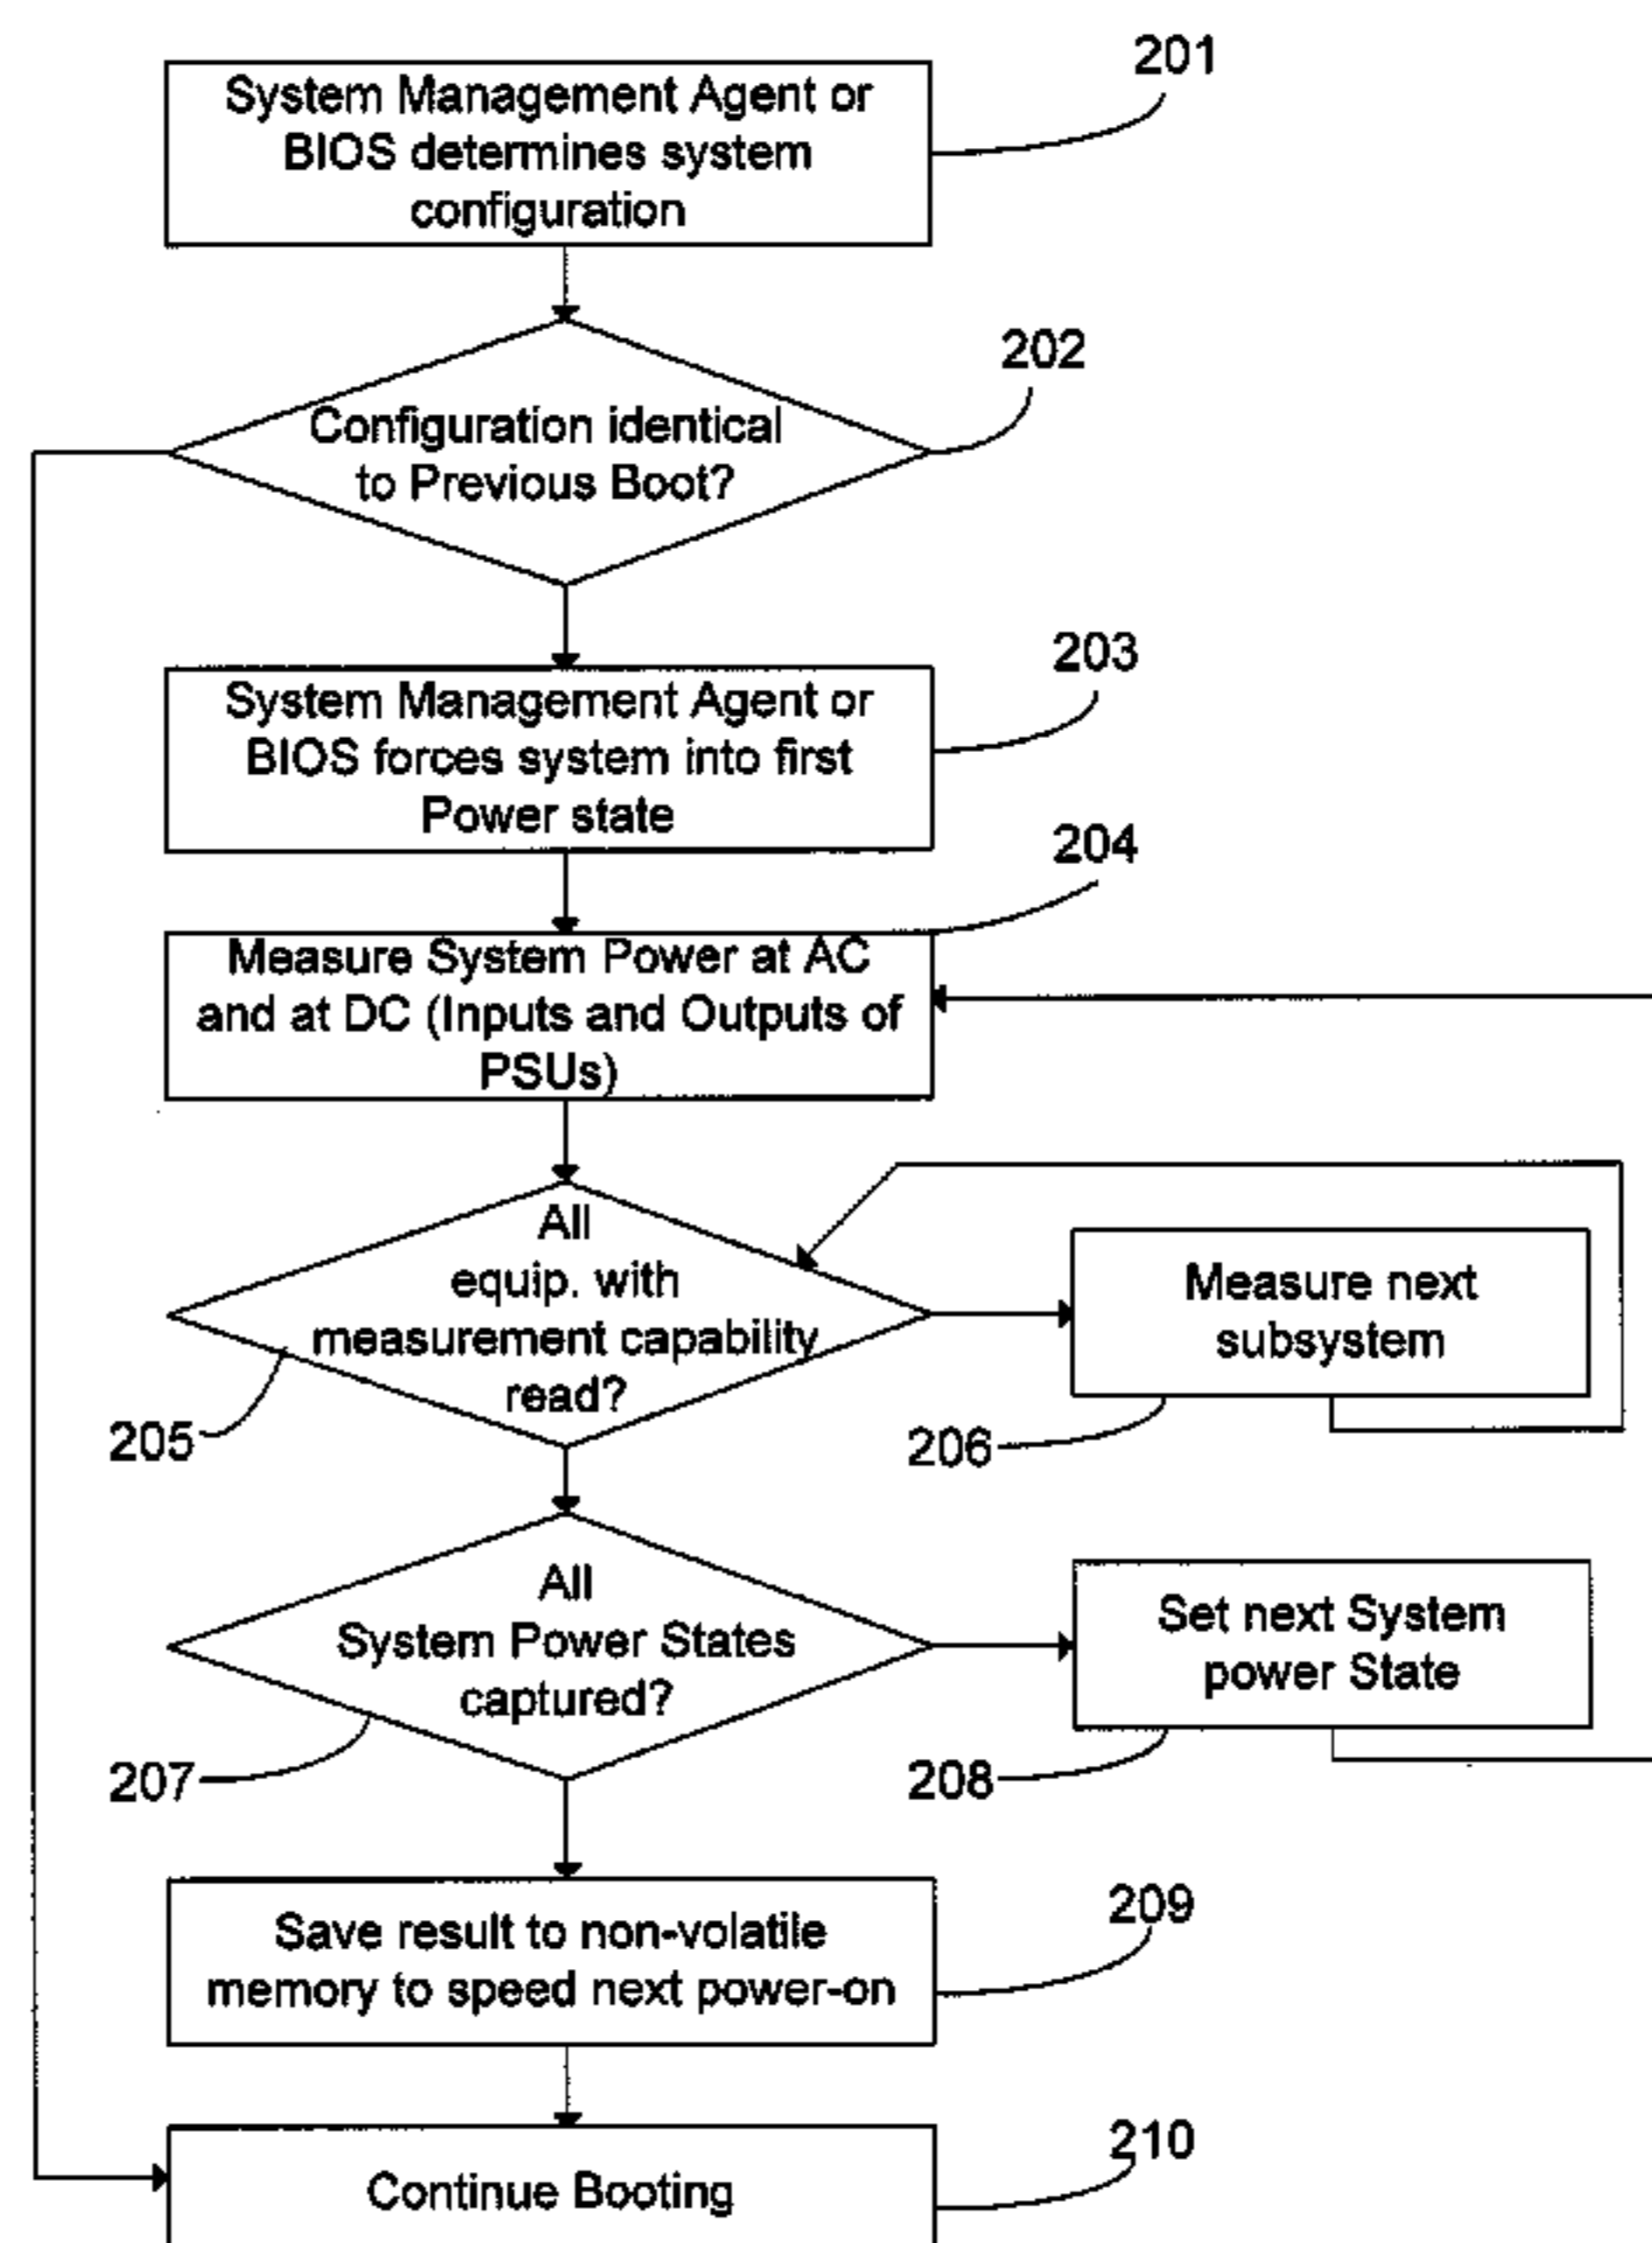 201
System Management Agent or
BIOS determines system
configuration
202
Configuration identical
to Previous Boot?
203
System Management Agent or
BIOS forces system into first
Power state
204
Measure System Power at AC
and at DC (Inputs and Outputs of
PSUs)
All
equip. with
measurement capability
read?
205
Measure next
subsystem
206
All
System Power States
captured?
207
Set next System
power State
208
Save result to non-volatile
memory to speed next power-on
209
Continue Booting
210